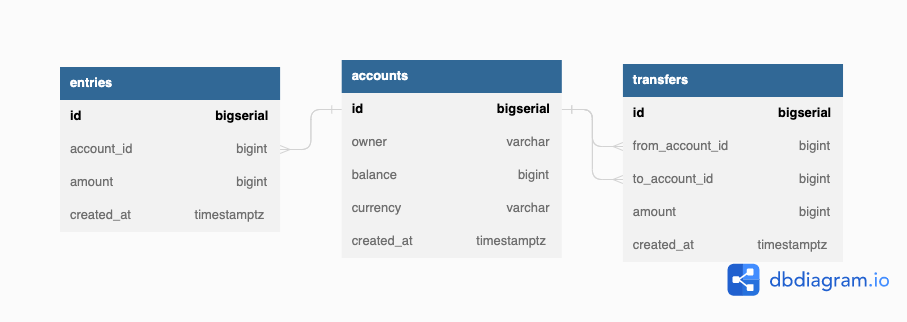 entries
id bigserial
account_id bigint
amount bigint
created_at timestamptz
accounts
id bigserial
owner varchar
balance bigint
currency varchar
created_at timestamptz
transfers
id bigserial
from_account_id bigint
to_account_id bigint
amount bigint
created_at timestamptz
dbdiagram.io